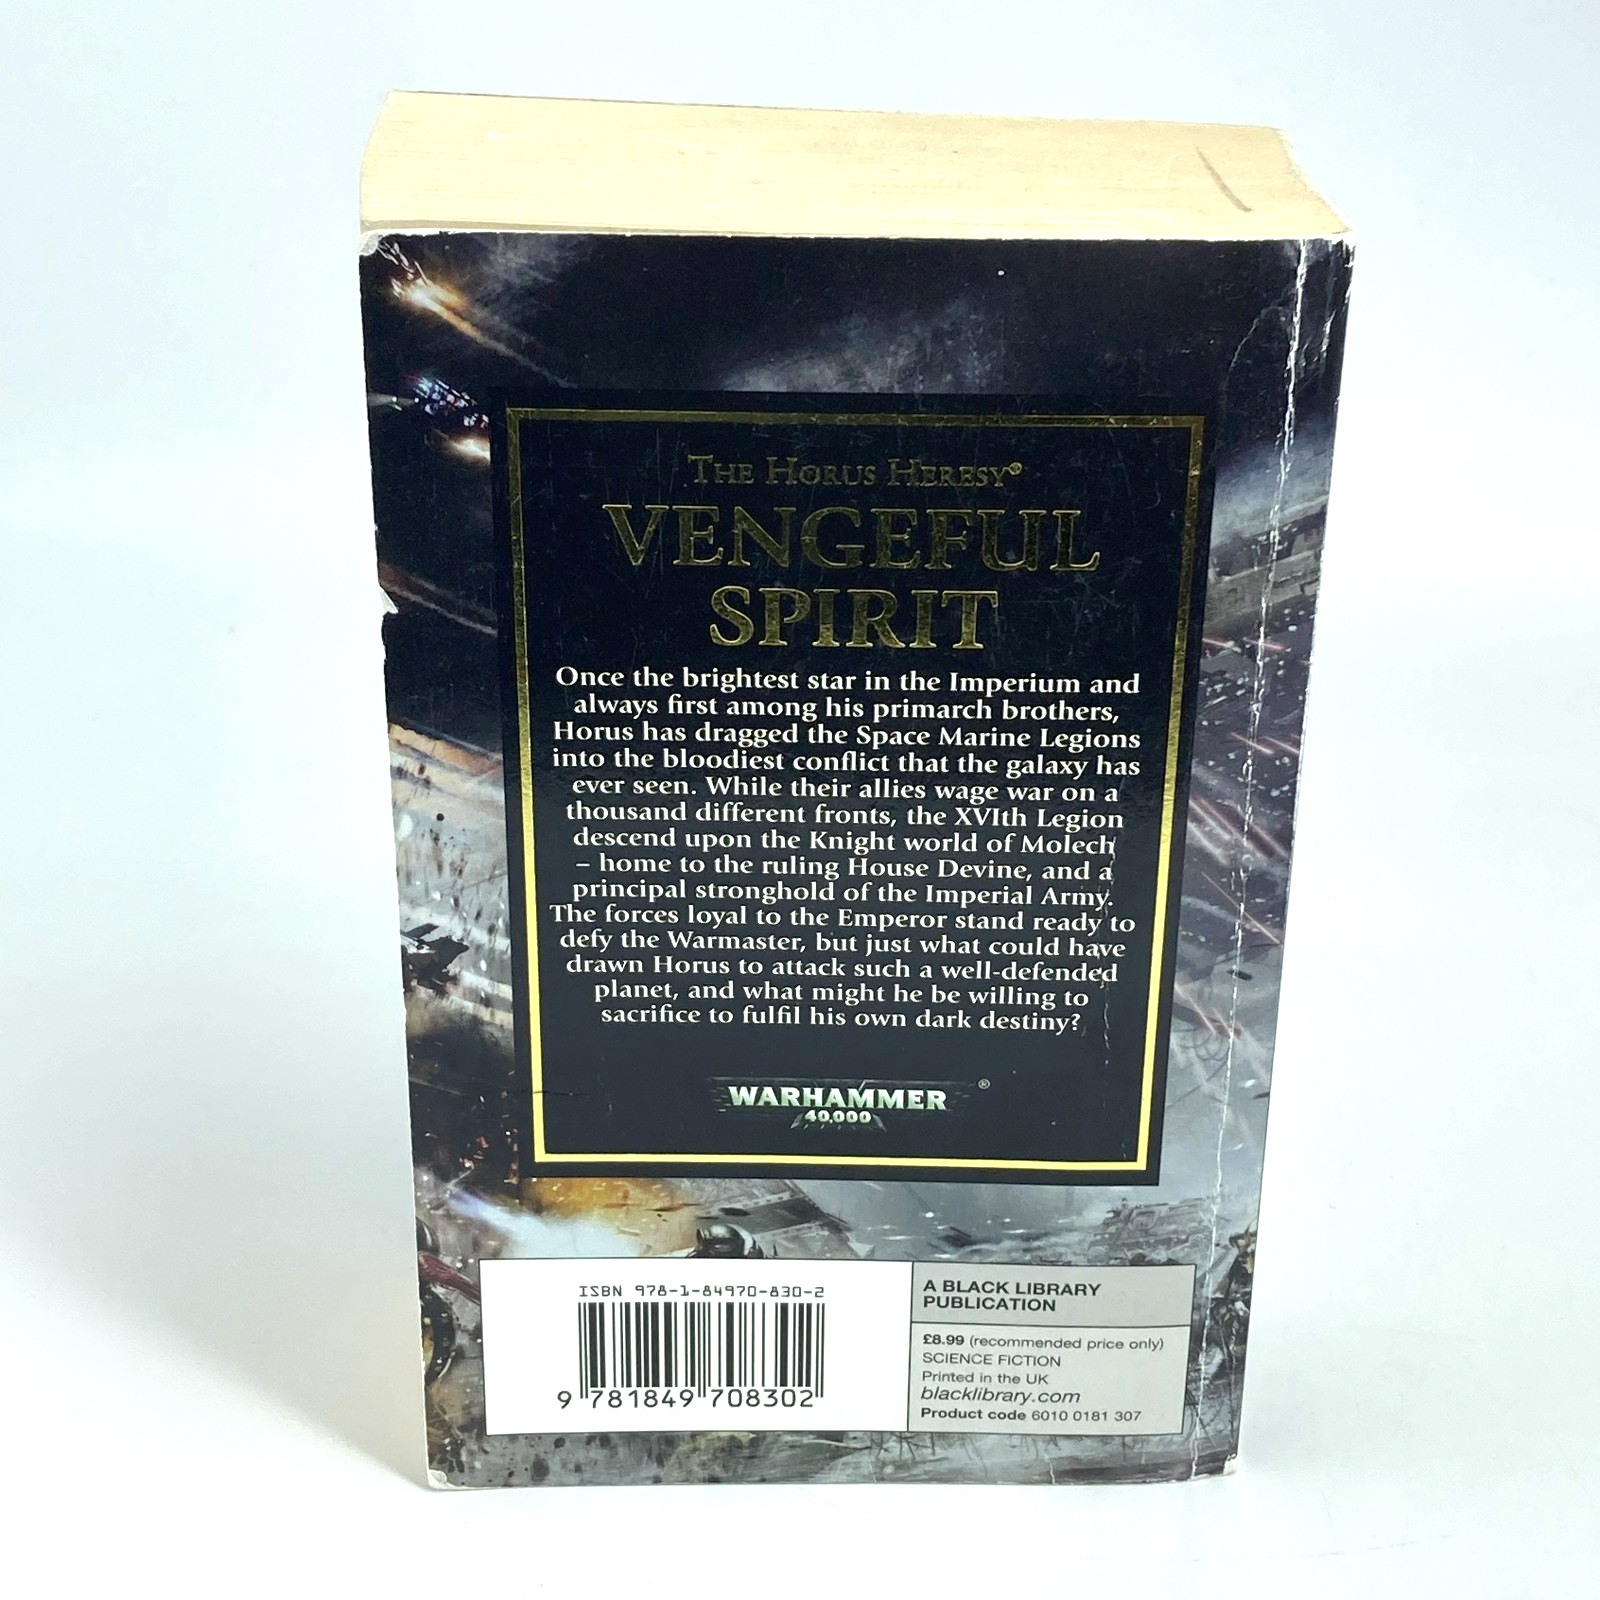 THE HORUS HERESY®
VENGEFUL
SPIRIT
Once the brightest star in the Imperium and
always first among his primarch brothers,
Horus has dragged the Space Marine Legions
into the bloodiest conflict that the galaxy has
ever seen. While their allies wage war on a
thousand different fronts, the XVIth Legion
descend upon the Knight world of Molech
– home to the ruling House Devine, and a
principal stronghold of the Imperial Army.
The forces loyal to the Emperor stand ready to
defy the Warmaster, but just what could have
drawn Horus to attack such a well-defended
planet, and what might he be willing to
sacrifice to fulfil his own dark destiny?
WARHAMMER®
40,000
ISBN 978-1-84970-830-2
9 781849 708302
A BLACK LIBRARY
PUBLICATION
£8.99 (recommended price only)
SCIENCE FICTION
Printed in the UK
blacklibrary.com
Product code 6010 0181 307